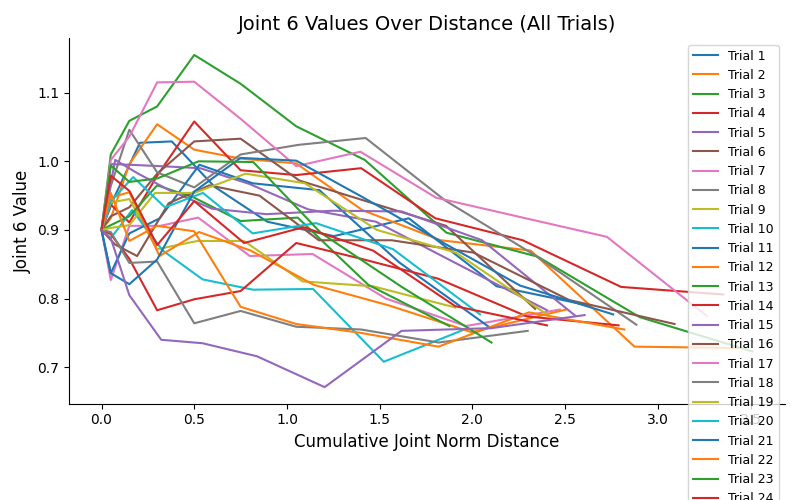 Joint 6 Values Over Distance (All Trials)
Joint 6 Value
1.1
1.0
0.9
0.8
0.7
0.0
0.5
1.0
1.5
2.0
2.5
3.0
3.5
Cumulative Joint Norm Distance
Trial 1
Trial 2
Trial 3
Trial 4
Trial 5
Trial 6
Trial 7
Trial 8
Trial 9
Trial 10
Trial 11
Trial 12
Trial 13
Trial 14
Trial 15
Trial 16
Trial 17
Trial 18
Trial 19
Trial 20
Trial 21
Trial 22
Trial 23
Trial 24